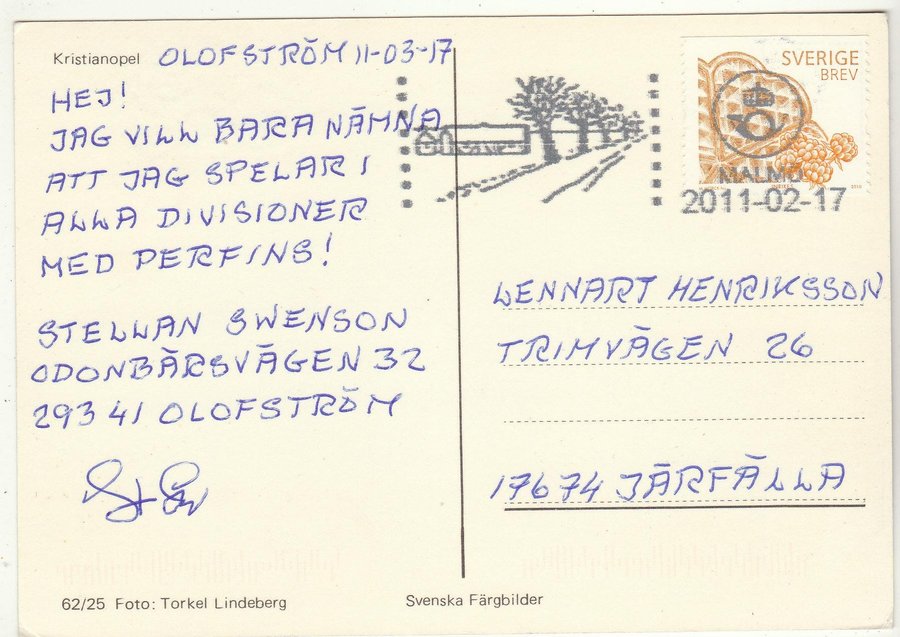 Kristianopel OLOFSTRÖM 11-03-17
HEJ!
JAG VILL BARA NÄMNA
ATT JAG SPELAR I
ALLA DIVISIONER
MED PERFINS!
STELLAN SWENSON
ODONBÄRSVÄGEN 32
293 41 OLOFSTRÖM
SVERIGE
BREV
MALMÖ
2011-02-17
LENNART HENRIKSSON
TRIMVÄGEN 26
17674 JÄRFÄLLA
62/25 Foto: Torkel Lindeberg
Svenska Färgbilder